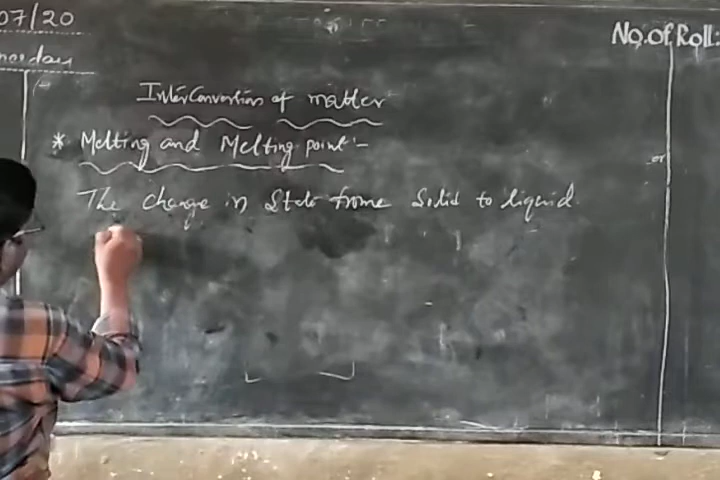 07/20
No. of Roll:
InterConvertion of matter
* Melting and Melting point :-
The change in State frome Solid to liquid